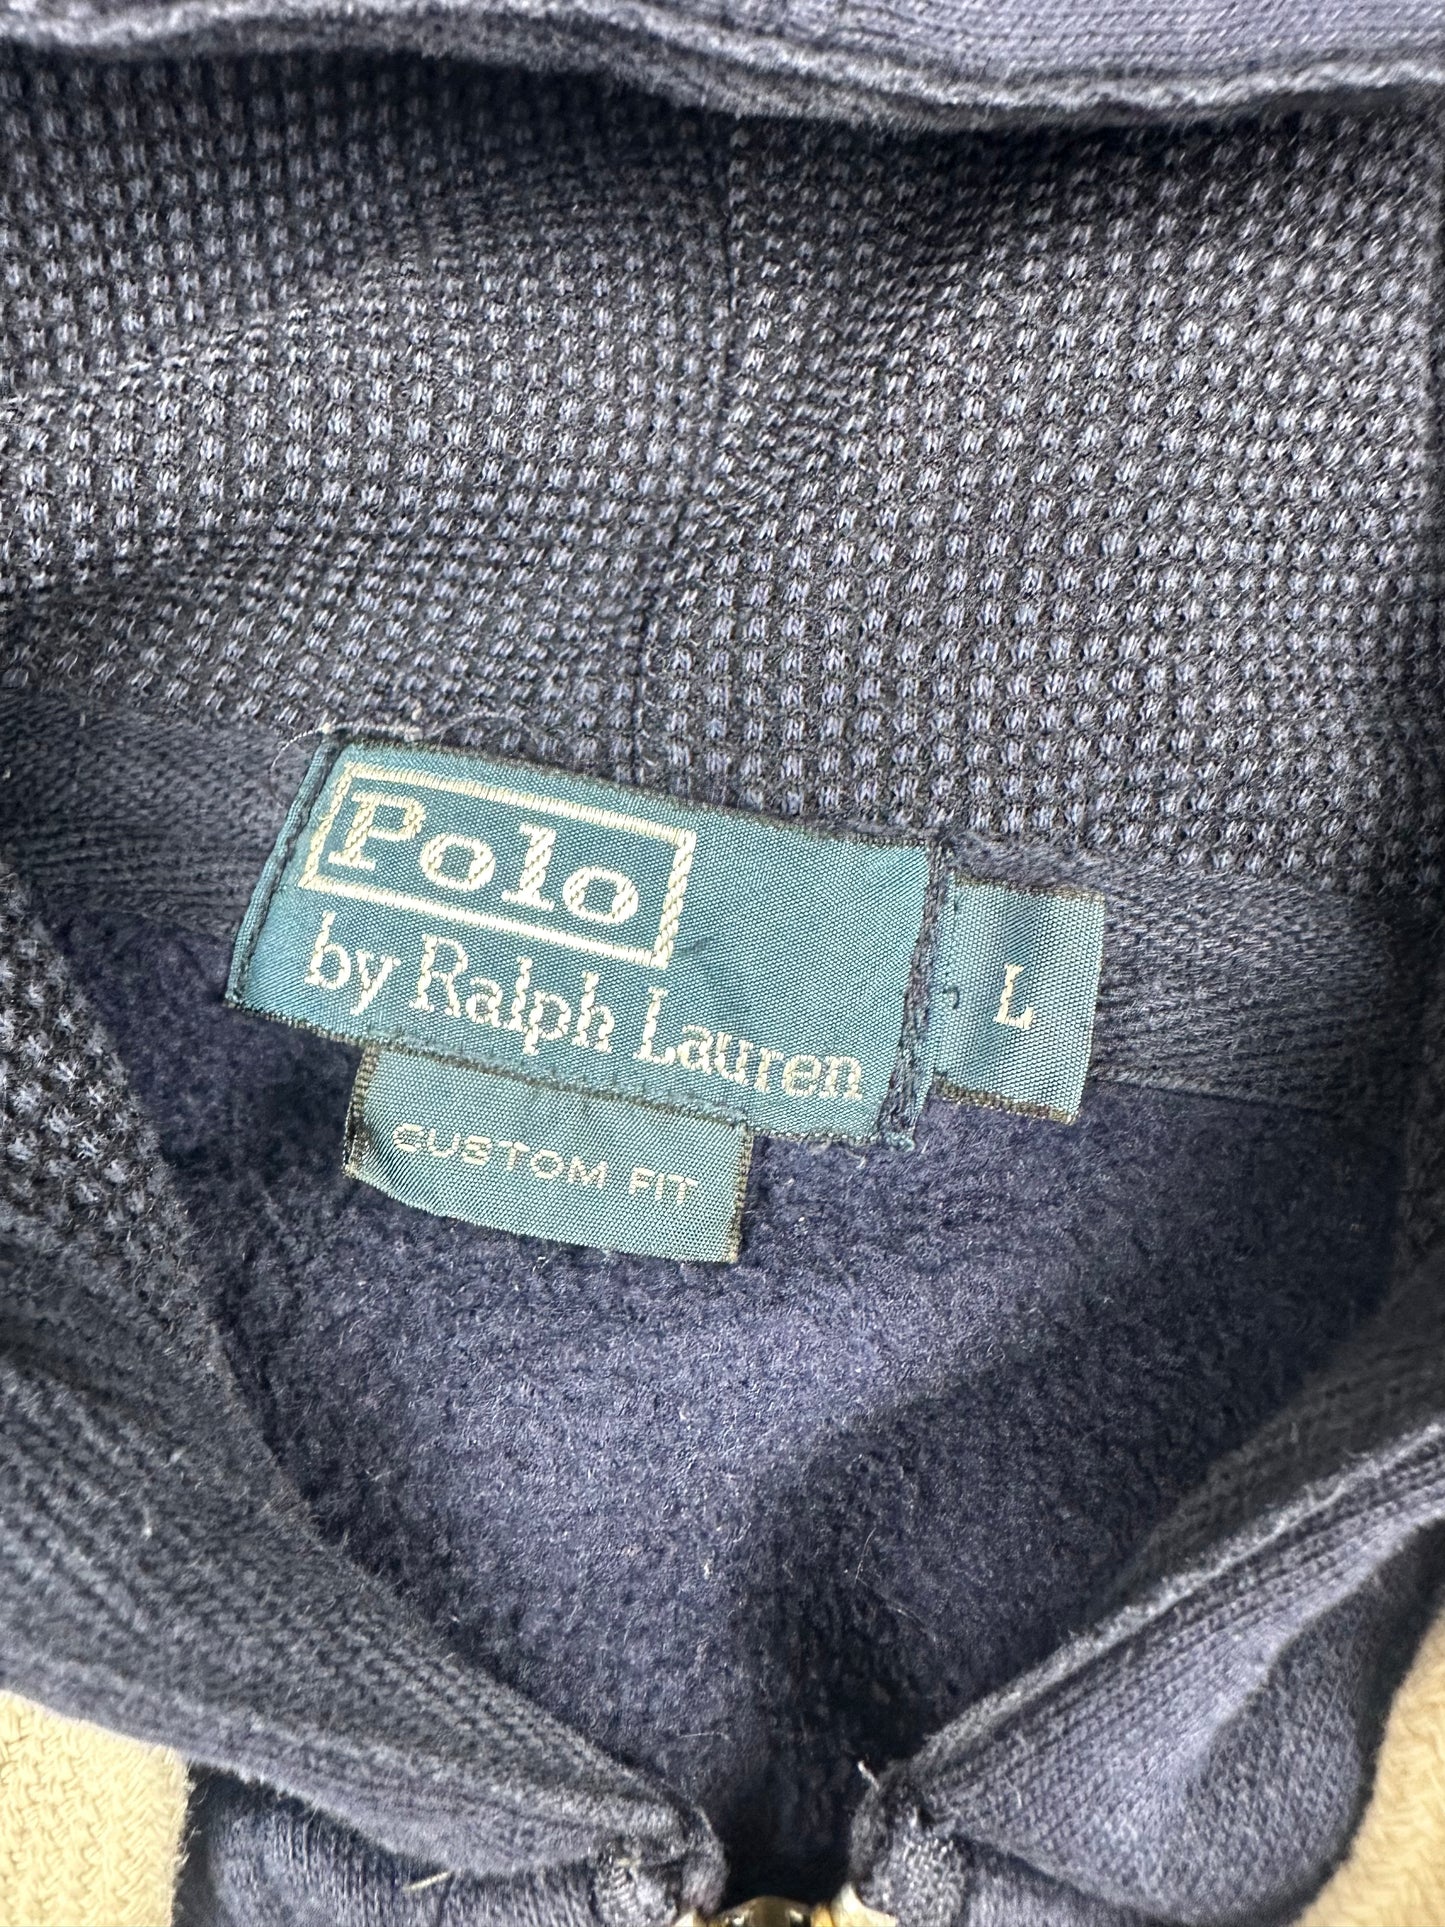 Polo
by Ralph Lauren
L
CUSTOM FIT